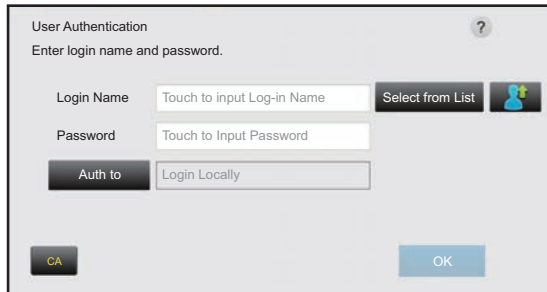 User Authentication
?
Enter login name and password.
Login Name Touch to input Log-in Name Select from List
Password Touch to Input Password
Auth to Login Locally
CA OK